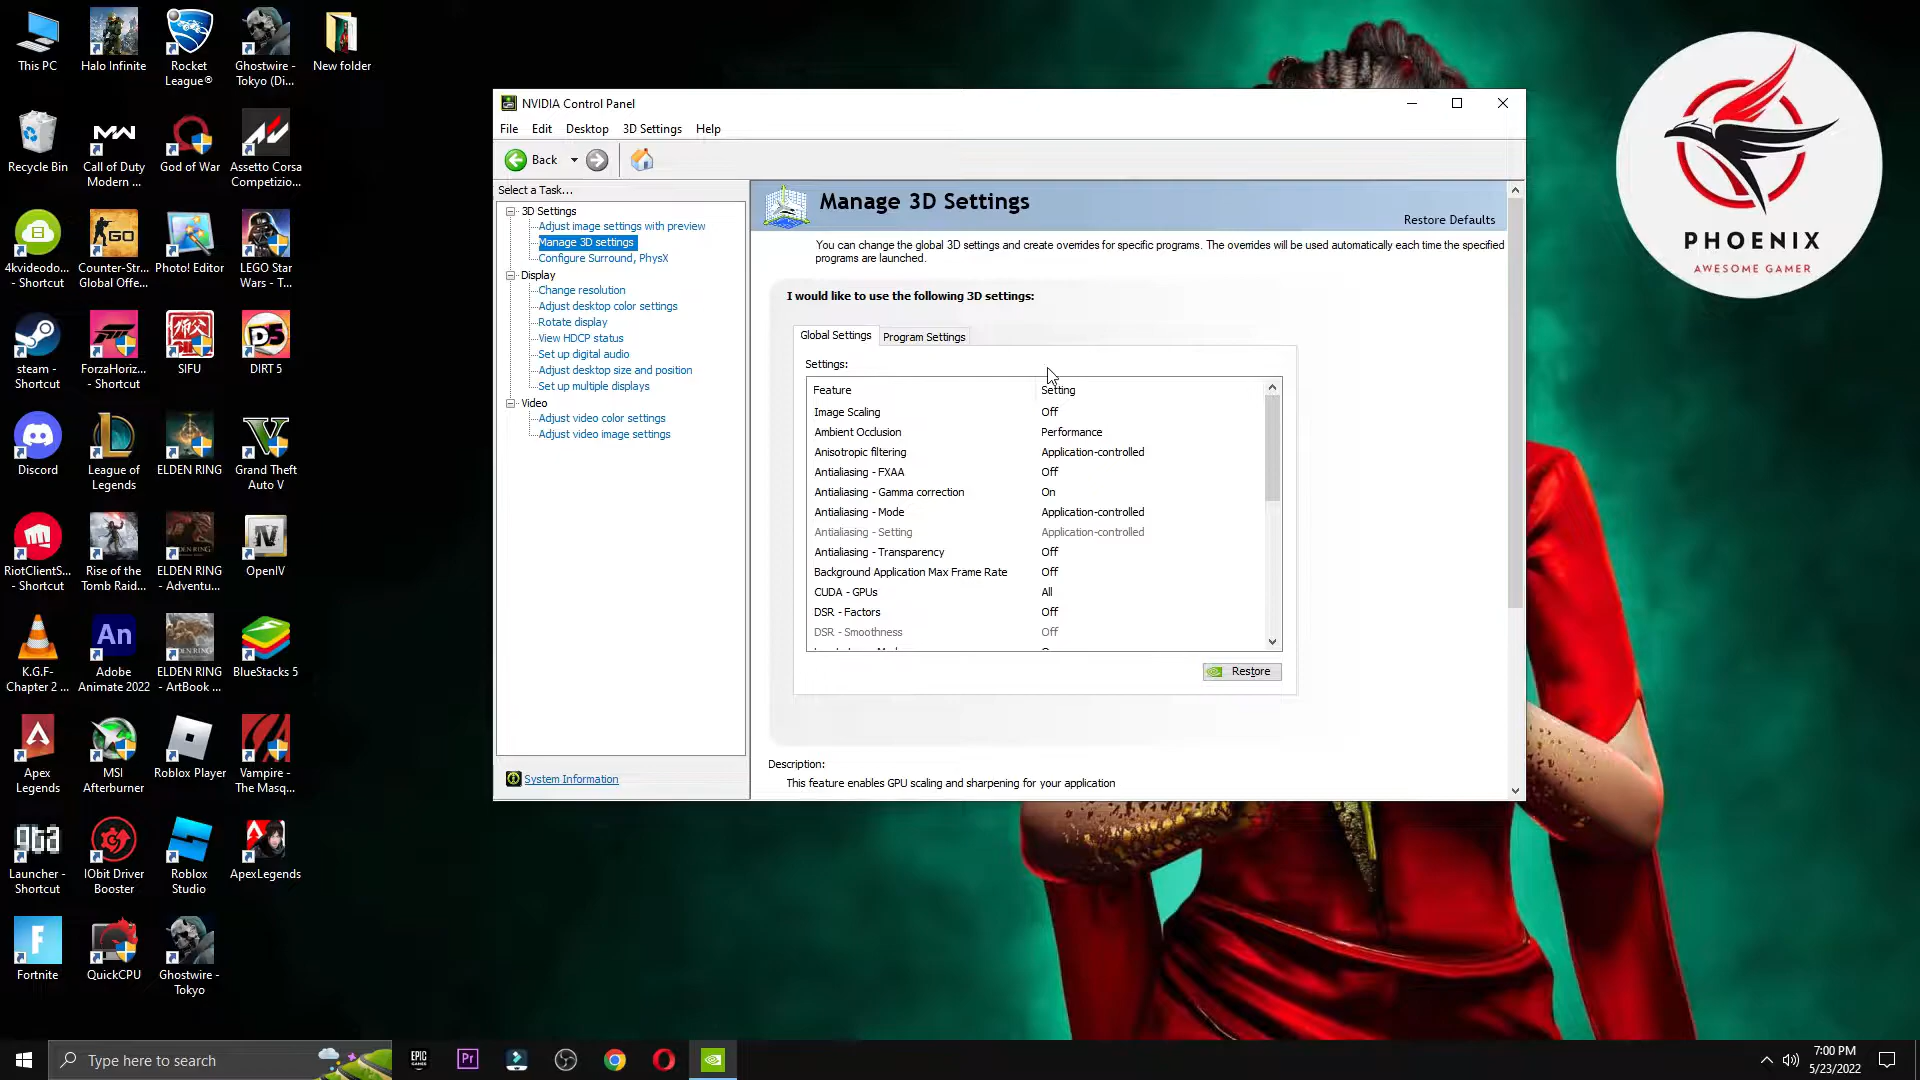 This PC
Halo Infinite
Rocket
League®
Ghostwire -
Tokyo (Di...
New folder
Recycle Bin
Call of Duty
Modern ...
God of War
Assetto Corsa
Competizio...
4kvideodo...
- Shortcut
Counter-Str...
Global Offe...
Photo! Editor
LEGO Star
Wars - T...
steam -
Shortcut
ForzaHoriz...
- Shortcut
SIFU
DIRT 5
Discord
League of
Legends
ELDEN RING
Grand Theft
Auto V
RiotClientS...
- Shortcut
Rise of the
Tomb Raid...
ELDEN RING
- Adventu...
OpenIV
K.G.F-
Chapter 2 ...
Adobe
Animate 2022
ELDEN RING
- ArtBook ...
BlueStacks 5
Apex
Legends
MSI
Afterburner
Roblox Player
Vampire -
The Masq...
Launcher -
Shortcut
IObit Driver
Booster
Roblox
Studio
ApexLegends
Fortnite
QuickCPU
Ghostwire -
Tokyo
NVIDIA Control Panel
File Edit Desktop 3D Settings Help
Back
Select a Task...
3D Settings
Adjust image settings with preview
Manage 3D settings
Configure Surround, PhysX
Display
Change resolution
Adjust desktop color settings
Rotate display
View HDCP status
Set up digital audio
Adjust desktop size and position
Set up multiple displays
Video
Adjust video color settings
Adjust video image settings
System Information
Manage 3D Settings
Restore Defaults
You can change the global 3D settings and create overrides for specific programs. The overrides will be used automatically each time the specified
programs are launched.
I would like to use the following 3D settings:
Global Settings Program Settings
Settings:
Feature Setting
Image Scaling Off
Ambient Occlusion Performance
Anisotropic filtering Application-controlled
Antialiasing - FXAA Off
Antialiasing - Gamma correction On
Antialiasing - Mode Application-controlled
Antialiasing - Setting Application-controlled
Antialiasing - Transparency Off
Background Application Max Frame Rate Off
CUDA - GPUs All
DSR - Factors Off
DSR - Smoothness Off
Restore
Description:
This feature enables GPU scaling and sharpening for your application
PHOENIX
AWESOME GAMER
Type here to search
EPIC
GAMES
Pr
7:00 PM
5/23/2022
MW
GO
D5
V
An
gta
F